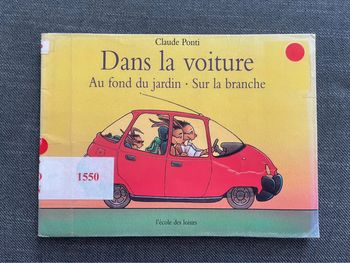 Claude Ponti
Dans la voiture
Au fond du jardin · Sur la branche
1550
l'école des loisirs